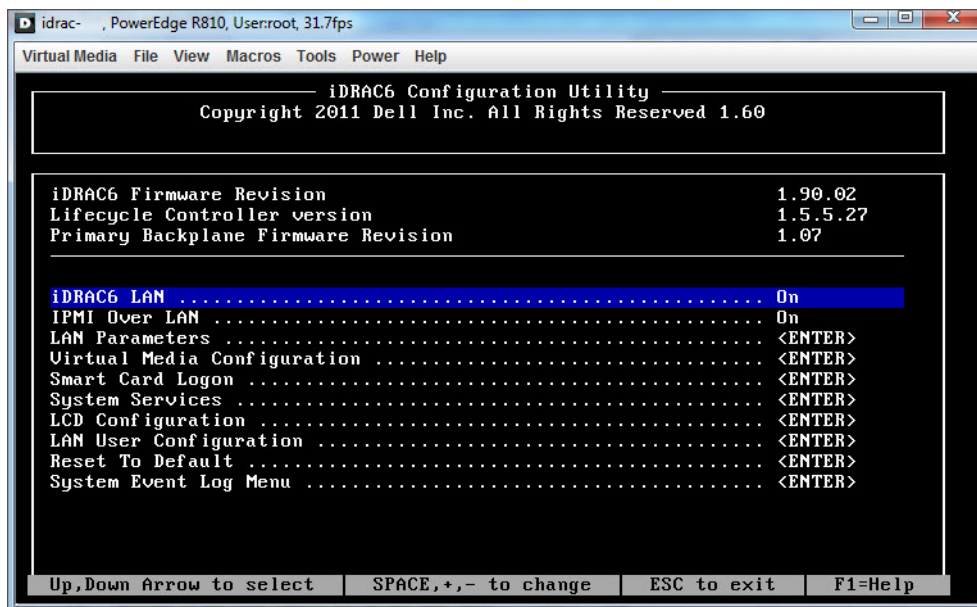 idrac- , PowerEdge R810, User:root, 31.7fps
Virtual Media File View Macros Tools Power Help
iDRAC6 Configuration Utility
Copyright 2011 Dell Inc. All Rights Reserved 1.60
iDRAC6 Firmware Revision 1.90.02
Lifecycle Controller version 1.5.5.27
Primary Backplane Firmware Revision 1.07
iDRAC6 LAN ................................................... On
IPMI Over LAN ................................................ On
LAN Parameters ............................................... <ENTER>
Virtual Media Configuration .................................. <ENTER>
Smart Card Logon ............................................. <ENTER>
System Services .............................................. <ENTER>
LCD Configuration ............................................ <ENTER>
LAN User Configuration ....................................... <ENTER>
Reset To Default ............................................. <ENTER>
System Event Log Menu ........................................ <ENTER>
Up,Down Arrow to select SPACE,+,- to change ESC to exit F1=Help